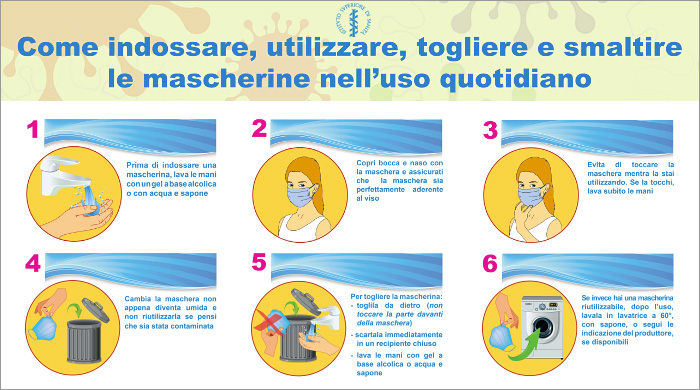 ISTITUTO SUPERIORE DI SANITÀ
Come indossare, utilizzare, togliere e smaltire
le mascherine nell'uso quotidiano
1
Prima di indossare una
mascherina, lava le mani
con un gel a base alcolica
o con acqua e sapone
2
Copri bocca e naso con
la maschera e assicurati
che la maschera sia
perfettamente aderente
al viso
3
Evita di toccare la
maschera mentra la stai
utilizzando. Se la tocchi,
lava subito le mani
4
Cambia la maschera non
appena diventa umida e
non riutilizzarla se pensi
che sia stata contaminata
5
Per togliere la maschera:
- toglila da dietro (non
toccare la parte davanti
della maschera)
- scartala immediatamente
in un recipiente chiuso
- lava le mani con gel a
base alcolica o acqua e
sapone
6
Se invece hai una mascherina
riutilizzabile, dopo l'uso,
lavala in lavatrice a 60°,
con sapone, o segui le
indicazione del produttore,
se disponibili